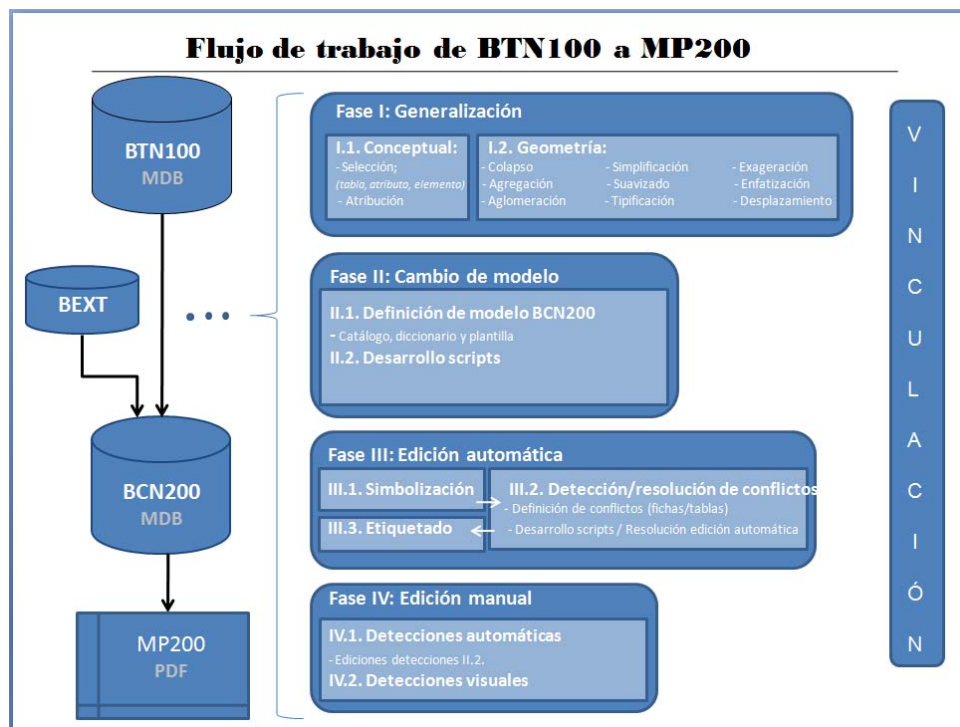 Flujo de trabajo de BTN100 a MP200
BTN100
MDB
BEXT
BCN200
MDB
MP200
PDF
...
Fase I: Generalización
I.1. Conceptual:
- Selección;
(tabla, atributo, elemento)
- Atribución
I.2. Geometría:
- Colapso
- Agregación
- Aglomeración
- Simplificación
- Suavizado
- Tipificación
- Exageración
- Enfatización
- Desplazamiento
Fase II: Cambio de modelo
II.1. Definición de modelo BCN200
- Catálogo, diccionario y plantilla
II.2. Desarrollo scripts
Fase III: Edición automática
III.1. Simbolización
III.2. Detección/resolución de conflictos
- Definición de conflictos (fichas/tablas)
III.3. Etiquetado
- Desarrollo scripts / Resolución edición automática
Fase IV: Edición manual
IV.1. Detecciones automáticas
-Ediciones detecciones II.2.
IV.2. Detecciones visuales
VINCULACIÓN